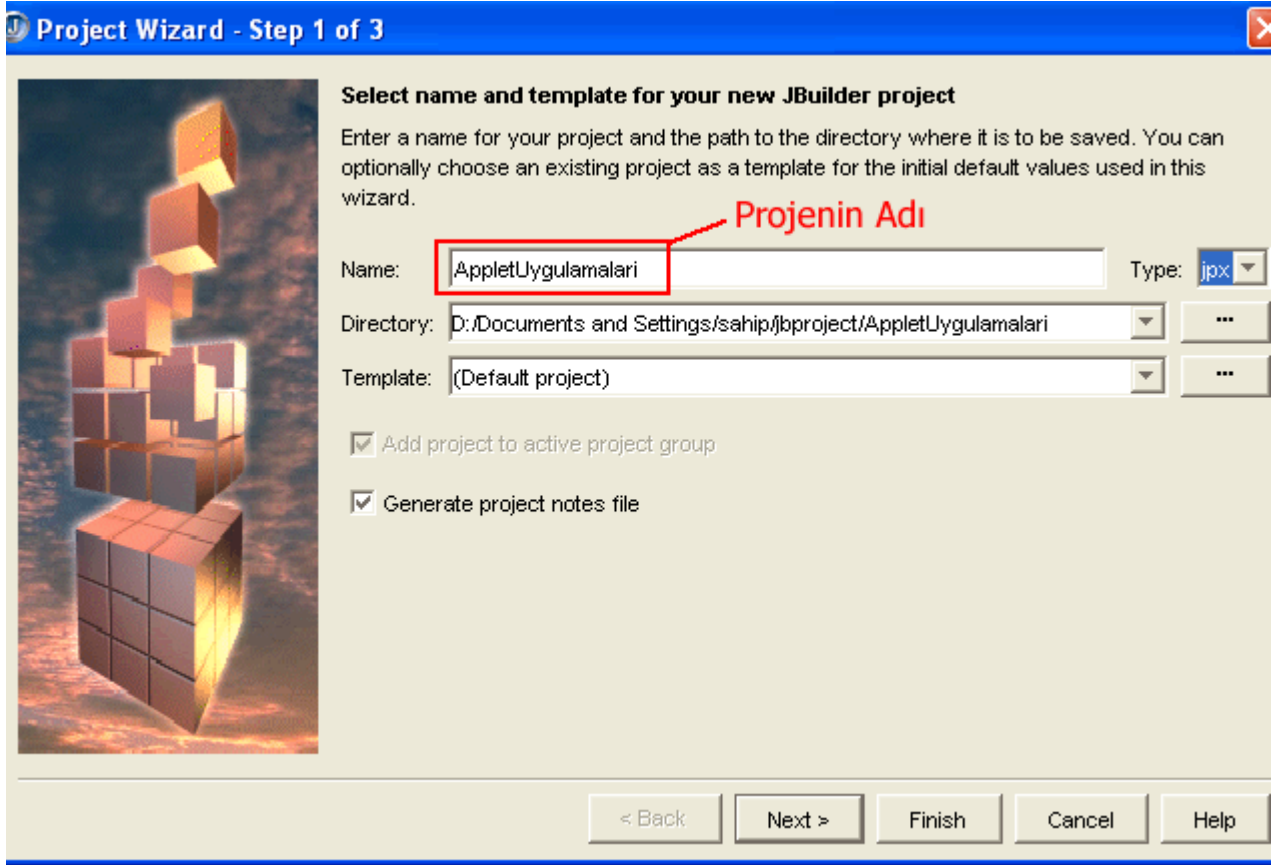 Project Wizard - Step 1 of 3
Select name and template for your new JBuilder project
Enter a name for your project and the path to the directory where it is to be saved. You can
optionally choose an existing project as a template for the initial default values used in this
wizard.
Projenin Adı
Name: AppletUygulamalari Type: jpx
Directory: D:/Documents and Settings/sahip/jbproject/AppletUygulamalari ...
Template: (Default project) ...
Add project to active project group
Generate project notes file
< Back Next > Finish Cancel Help